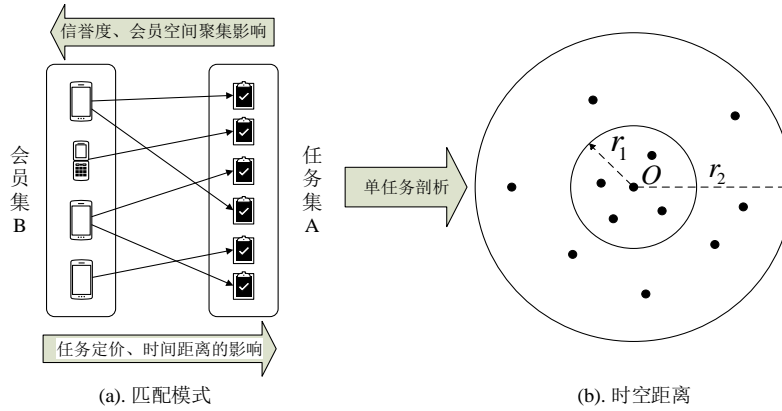 信誉度、会员空间聚集影响
会员集B
任务集A
单任务剖析
r₁
O
r₂
任务定价、时间距离的影响
(a). 匹配模式
(b). 时空距离